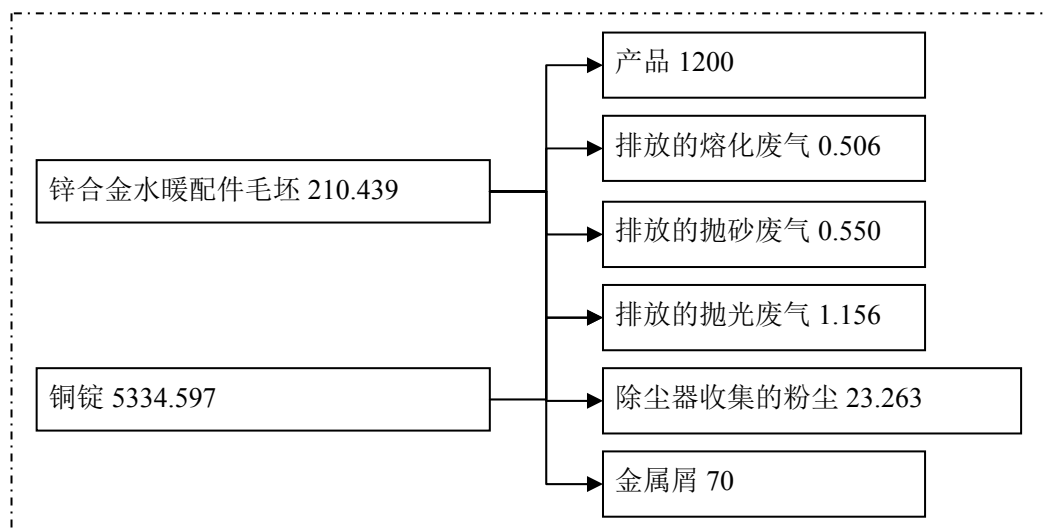 锌合金水暖配件毛坯 210.439
铜锭 5334.597
产品 1200
排放的熔化废气 0.506
排放的抛砂废气 0.550
排放的抛光废气 1.156
除尘器收集的粉尘 23.263
金属屑 70